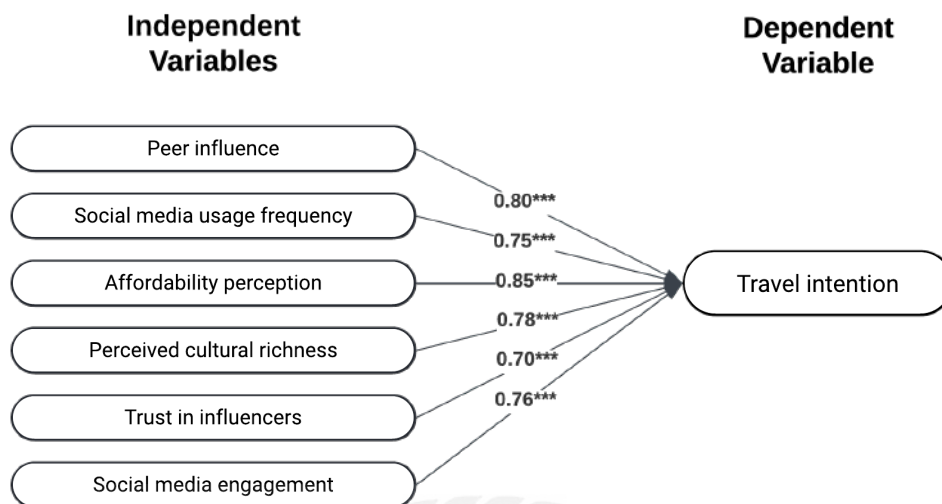 Independent
Variables
Dependent
Variable
Peer influence
0.80***
Social media usage frequency
0.75***
Affordability perception
0.85***
Travel intention
Perceived cultural richness
0.78***
Trust in influencers
0.70***
Social media engagement
0.76***